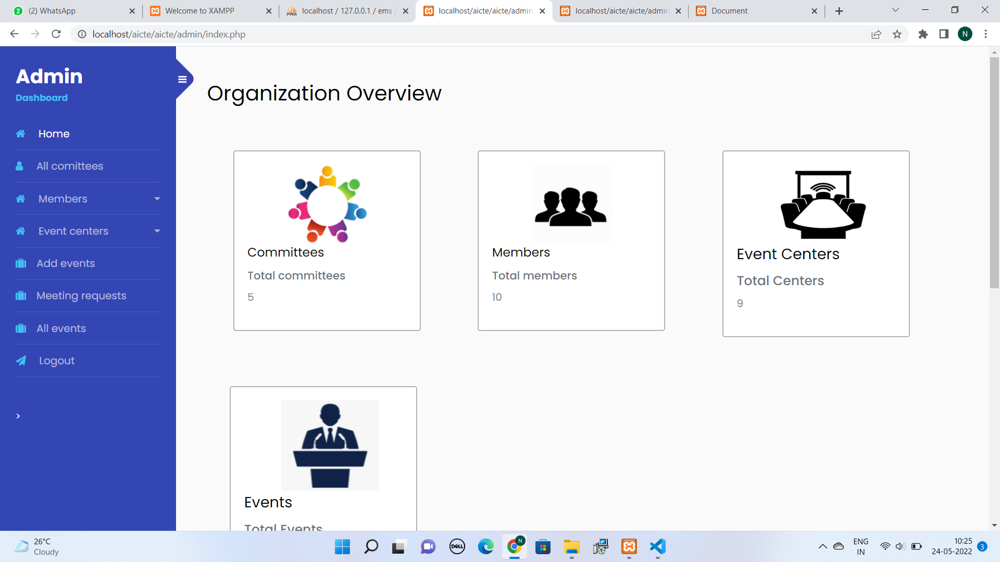 (2) WhatsApp
Welcome to XAMPP
localhost / 127.0.0.1 / ems /
localhost/aicte/aicte/admin
localhost/aicte/aicte/admin
Document
localhost/aicte/aicte/admin/index.php
N
Admin
Dashboard
Home
All comittees
Members
Event centers
Add events
Meeting requests
All events
Logout
Organization Overview
Committees
Total committees
5
Members
Total members
10
Event Centers
Total Centers
9
Events
Total Events
26°C
Cloudy
DELL
N
ENG
IN
10:25
24-05-2022
3